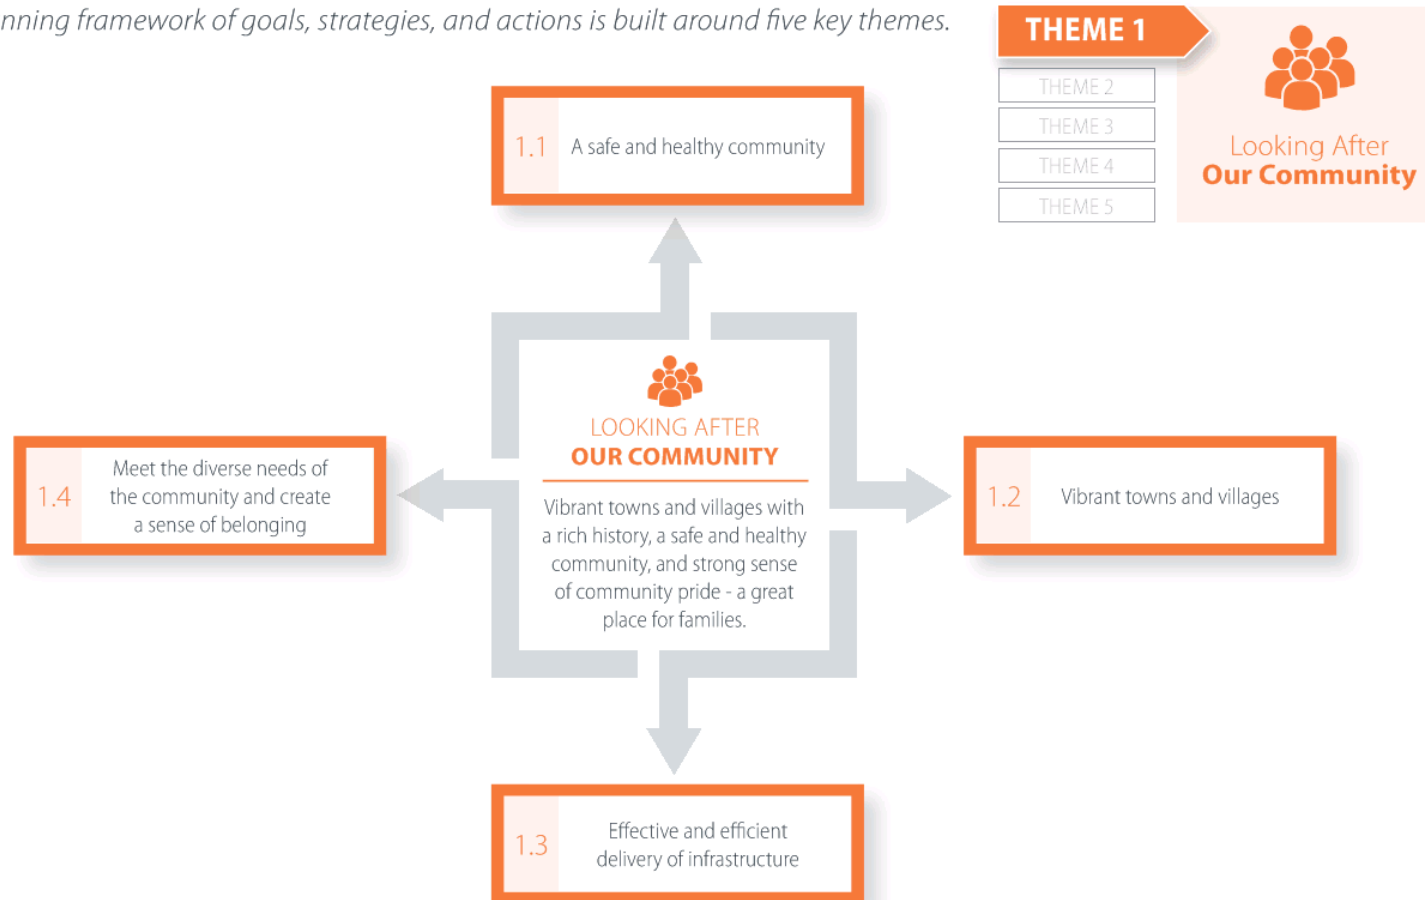 nning framework of goals, strategies, and actions is built around five key themes.
THEME 1
THEME 2
THEME 3
THEME 4
THEME 5
Looking After
Our Community
1.1
A safe and healthy community
LOOKING AFTER
OUR COMMUNITY
Vibrant towns and villages with
a rich history, a safe and healthy
community, and strong sense
of community pride - a great
place for families.
1.4
Meet the diverse needs of
the community and create
a sense of belonging
1.2
Vibrant towns and villages
1.3
Effective and efficient
delivery of infrastructure